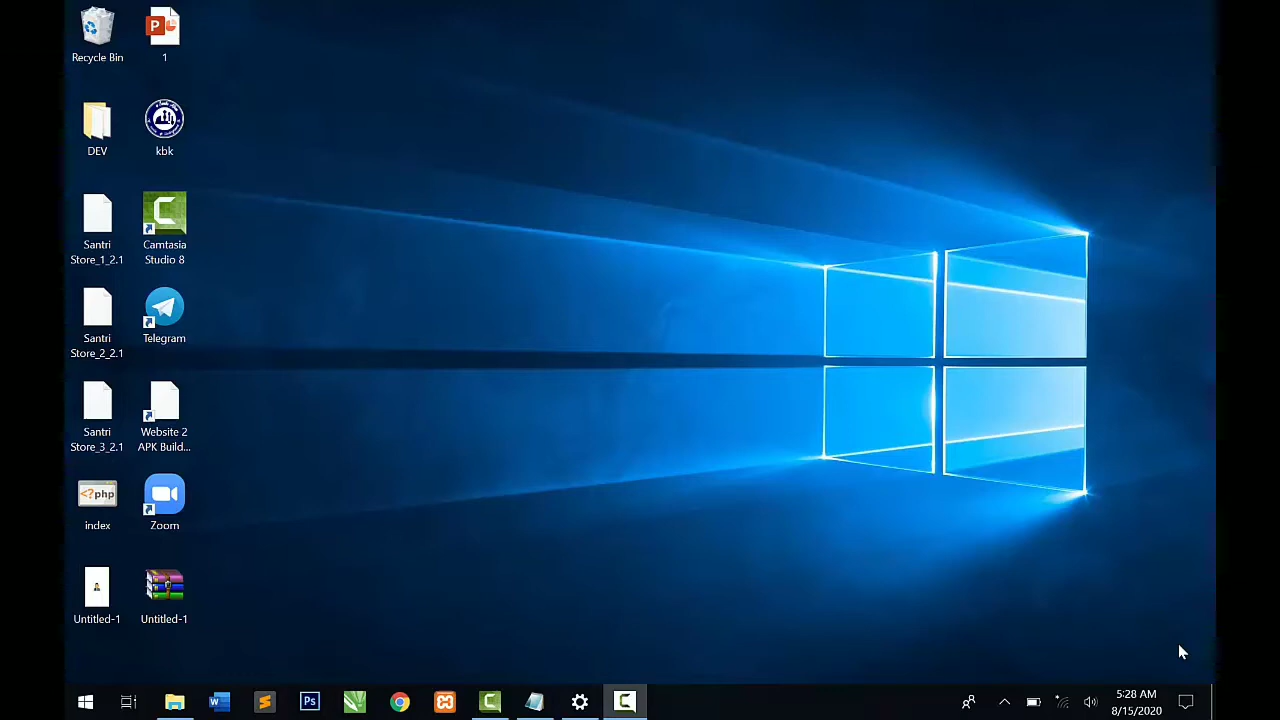 Recycle Bin
1
DEV
kbk
Santri
Store_1_2.1
Camtasia
Studio 8
Santri
Store_2_2.1
Telegram
Santri
Store_3_2.1
Website 2
APK Build...
<?php
index
Zoom
Untitled-1
Untitled-1
5:28 AM
8/15/2020